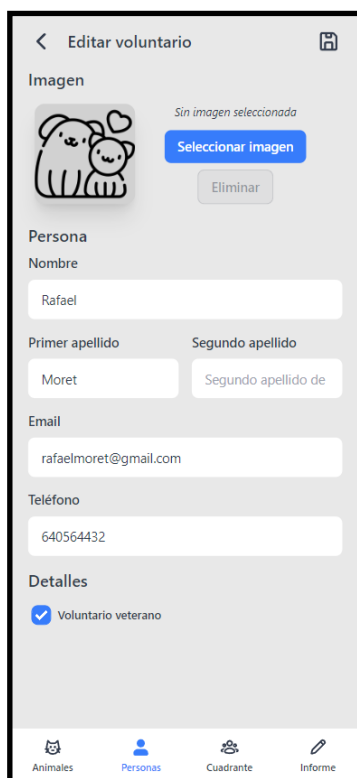 Editar voluntario
Imagen
Sin imagen seleccionada
Seleccionar imagen
Eliminar
Persona
Nombre
Rafael
Primer apellido Segundo apellido
Moret Segundo apellido de
Email
rafaelmoret@gmail.com
Teléfono
640564432
Detalles
Voluntario veterano
Animales Personas Cuadrante Informe